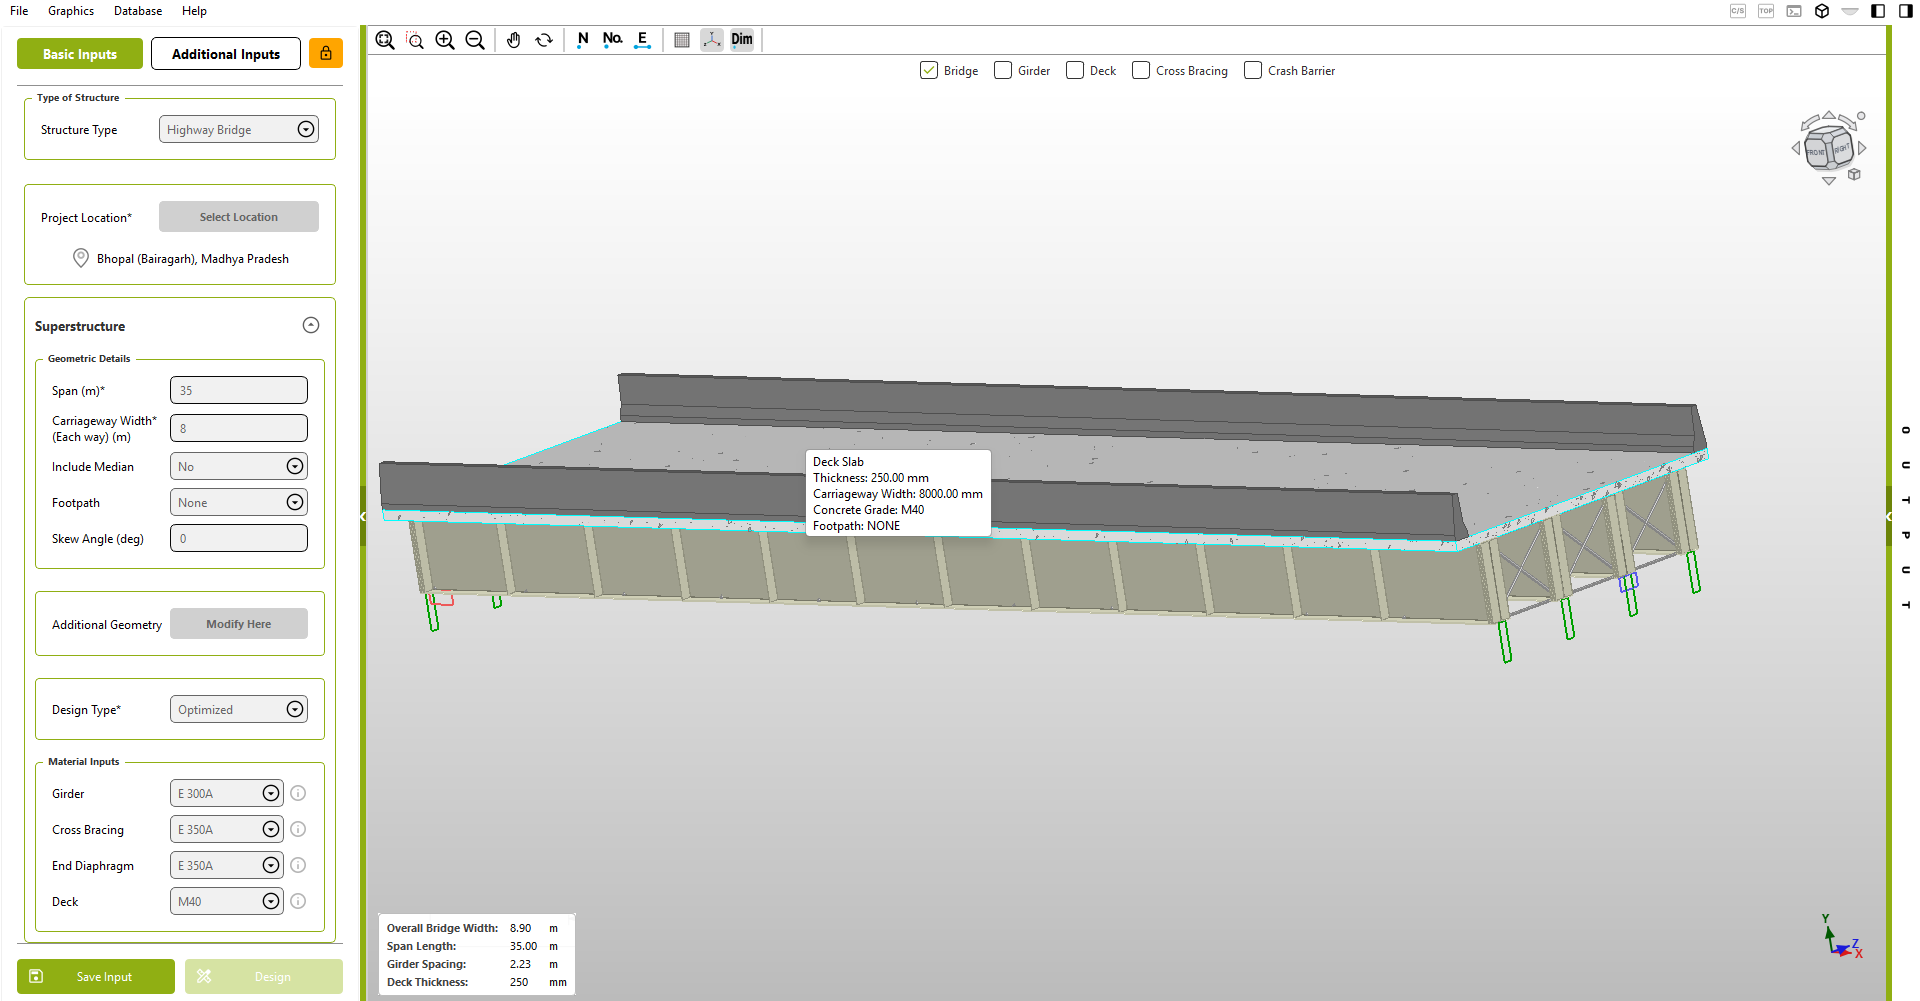 File Graphics Database Help
C/S TOP
Basic Inputs Additional Inputs
N No. E Dim
Bridge Girder Deck Cross Bracing Crash Barrier
Type of Structure
Structure Type Highway Bridge
Project Location* Select Location
Bhopal (Bairagarh), Madhya Pradesh
Superstructure
Geometric Details
Span (m)* 35
Carriageway Width* 8
(Each way) (m)
Include Median No
Footpath None
Skew Angle (deg) 0
Additional Geometry Modify Here
Design Type* Optimized
Material Inputs
Girder E 300A
Cross Bracing E 350A
End Diaphragm E 350A
Deck M40
Save Input Design
FRONT RIGHT
Deck Slab
Thickness: 250.00 mm
Carriageway Width: 8000.00 mm
Concrete Grade: M40
Footpath: NONE
Overall Bridge Width: 8.90 m
Span Length: 35.00 m
Girder Spacing: 2.23 m
Deck Thickness: 250 mm
Y
Z
X
OUTPUT